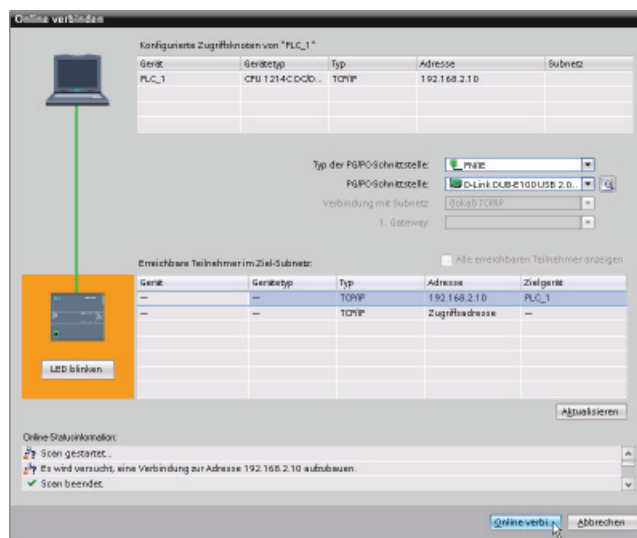 Online verbinden
Konfigurierte Zugriffsknoten von "PLC_1"
Gerät Gerätetyp Typ Adresse Subnetz
PLC_1 CPU 1214C DC/D... TCP/IP 192.168.2.10
Typ der PG/PC-Schnittstelle: PN/IE
PG/PC-Schnittstelle: D-Link DUB-E100 USB 2.0...
Verbindung mit Subnetz: (lokal) TCP/IP
1. Gateway:
Erreichbare Teilnehmer im Ziel-Subnetz: Alle erreichbaren Teilnehmer anzeigen
Gerät Gerätetyp Typ Adresse Zielgerät
— — TCP/IP 192.168.2.10 PLC_1
— — TCP/IP Zugriffsadresse —
LED blinken
Aktualisieren
Online-Statusinformation:
Scan gestartet...
Es wird versucht, eine Verbindung zur Adresse 192.168.2.10 aufzubauen.
Scan beendet.
Online verbi... Abbrechen